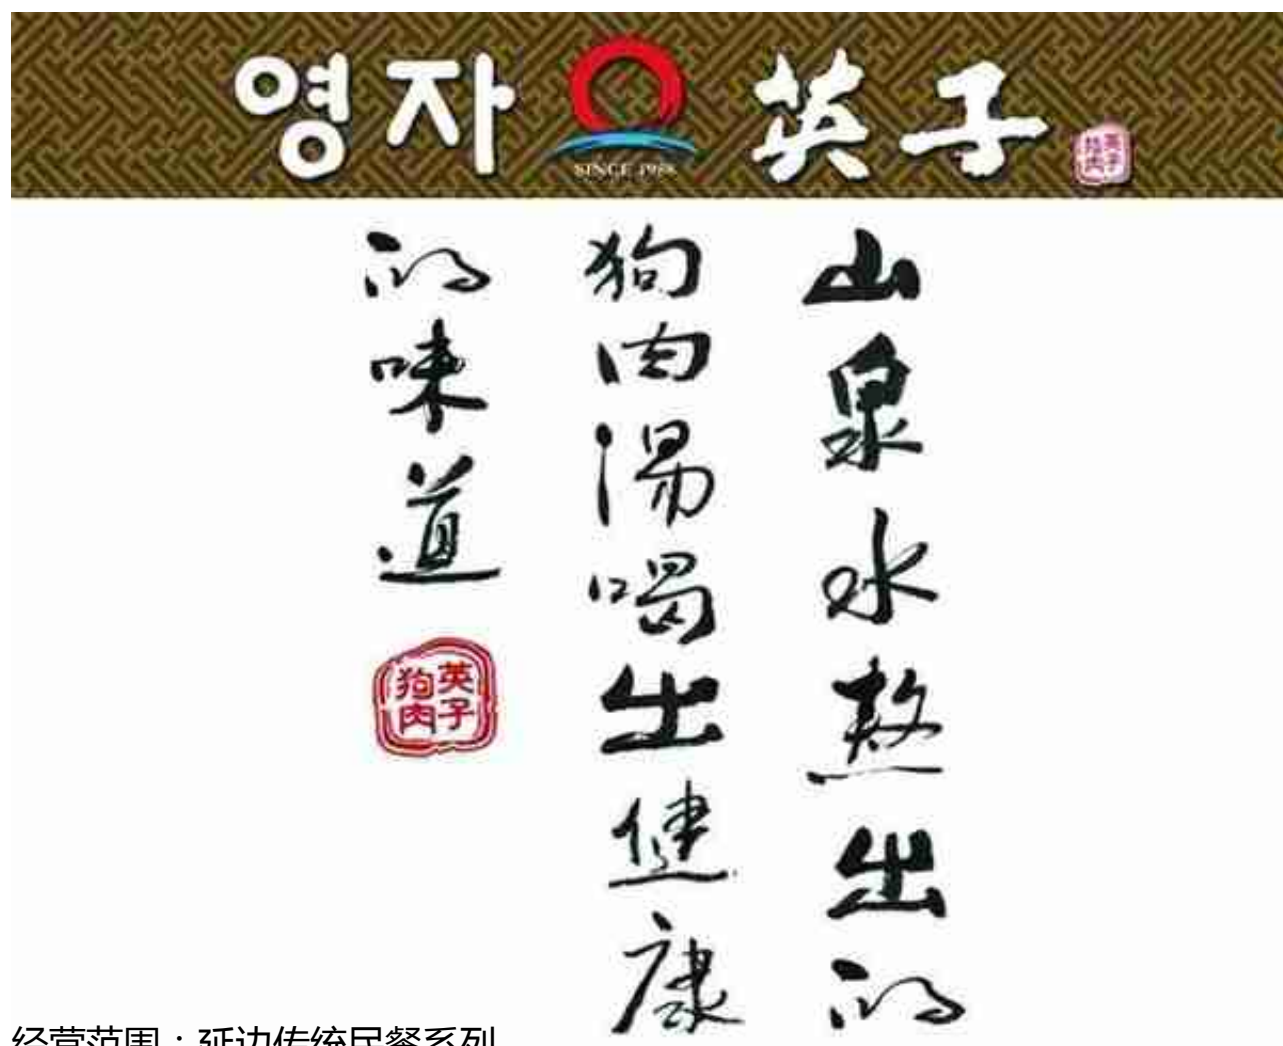 영자 英子
SINCE 1988
英子狗肉
山泉水熬出的
狗肉湯喝出健康
的味道
英子狗肉
经营范围：延边传统民餐系列